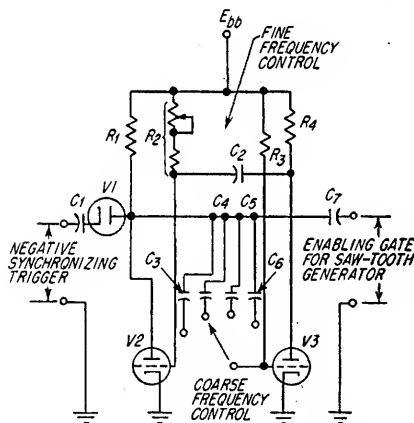 Ebb
FINE
FREQUENCY
CONTROL
R1
R2
R3
R4
C2
C1
V1
C4
C5
C7
NEGATIVE
SYNCHRONIZING
TRIGGER
C3
C6
ENABLING GATE
FOR SAW-TOOTH
GENERATOR
V2
V3
COARSE
FREQUENCY
CONTROL